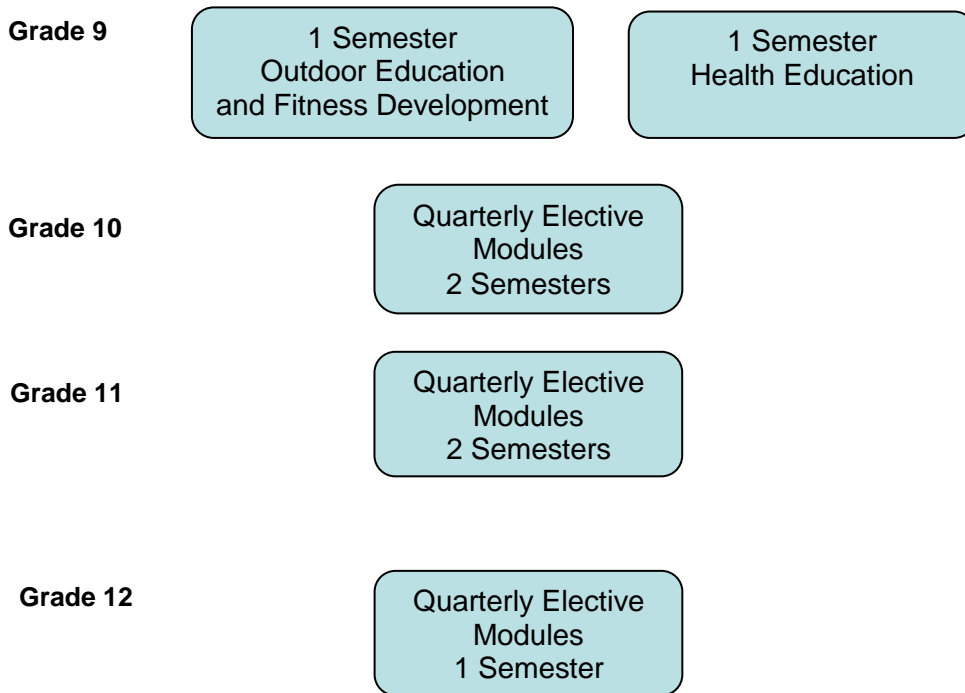 Grade 9
1 Semester
Outdoor Education
and Fitness Development
1 Semester
Health Education
Grade 10
Quarterly Elective
Modules
2 Semesters
Grade 11
Quarterly Elective
Modules
2 Semesters
Grade 12
Quarterly Elective
Modules
1 Semester